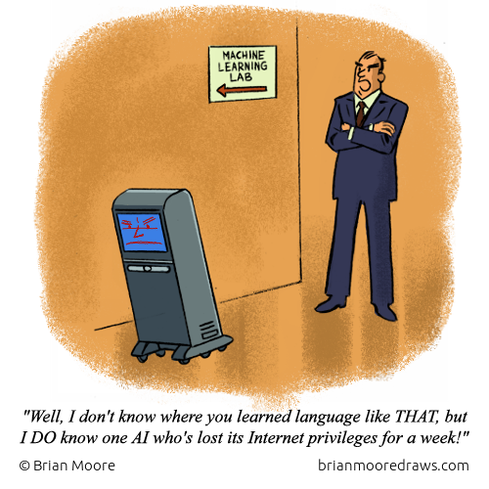 MACHINE
LEARNING
LAB
"Well, I don't know where you learned language like THAT, but
I DO know one AI who's lost its Internet privileges for a week!"
© Brian Moore
brianmooredraws.com